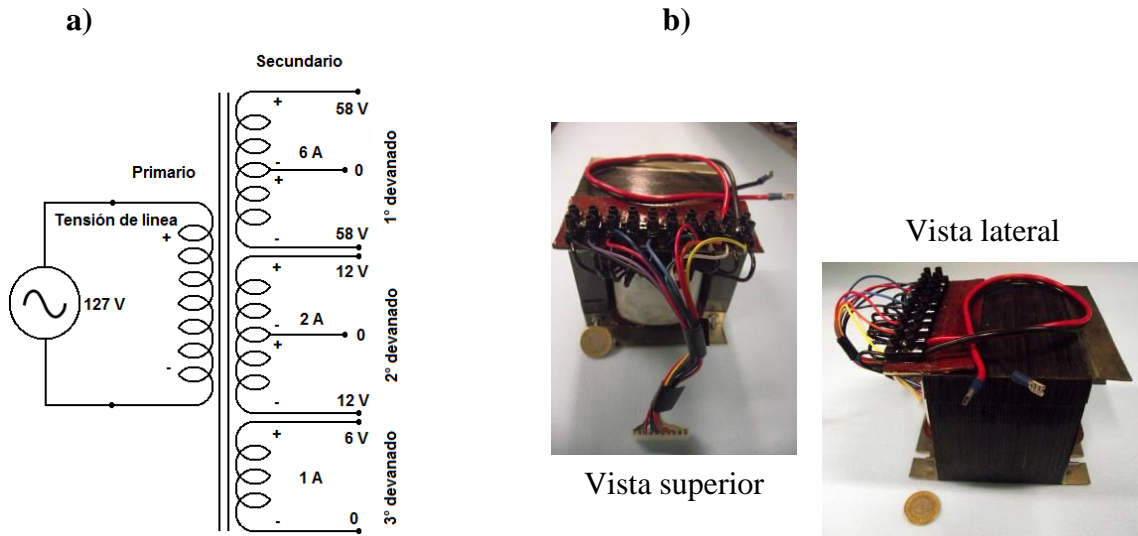 a)
b)
Secundario
+
58 V
6 A
-
0
+
1° devanado
-
58 V
Primario
Tensión de linea
+
127 V
-
+
12 V
2 A
-
0
+
2° devanado
-
12 V
+
6 V
1 A
3° devanado
-
0
Vista superior
Vista lateral